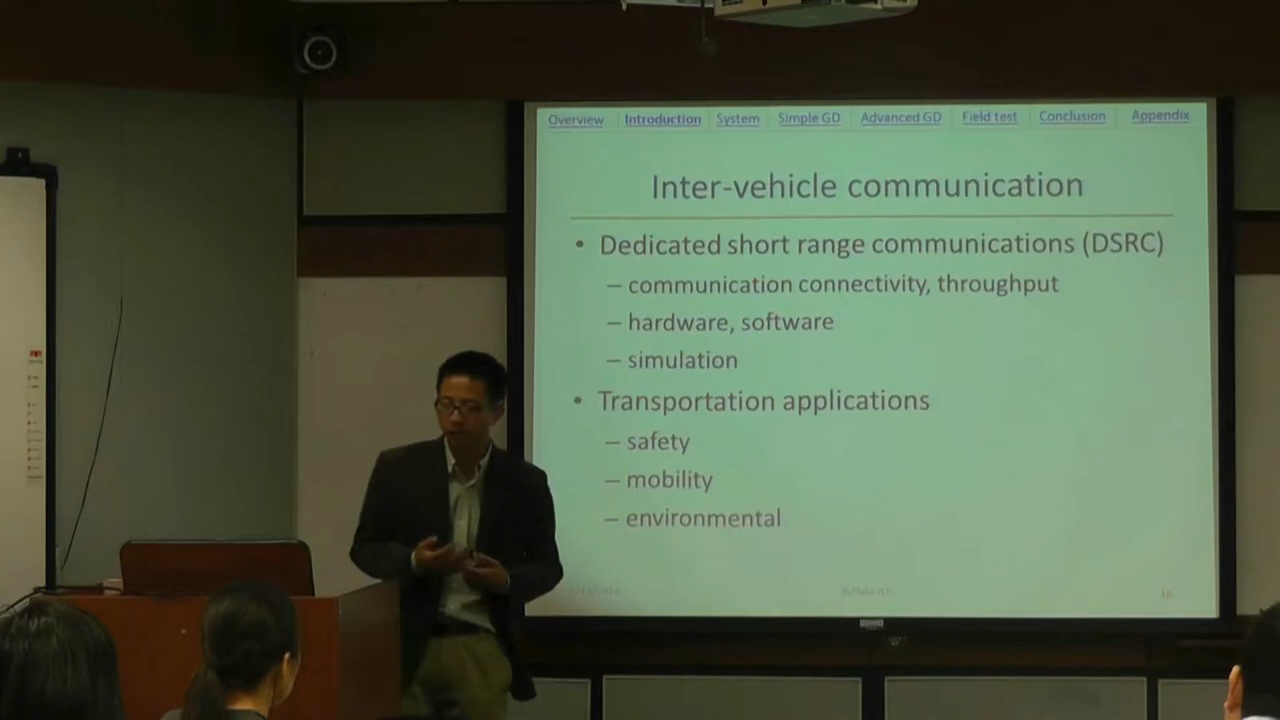 Overview Introduction System Simple GD Advanced GD Field test Conclusion Appendix
Inter-vehicle communication
• Dedicated short range communications (DSRC)
– communication connectivity, throughput
– hardware, software
– simulation
• Transportation applications
– safety
– mobility
– environmental
16